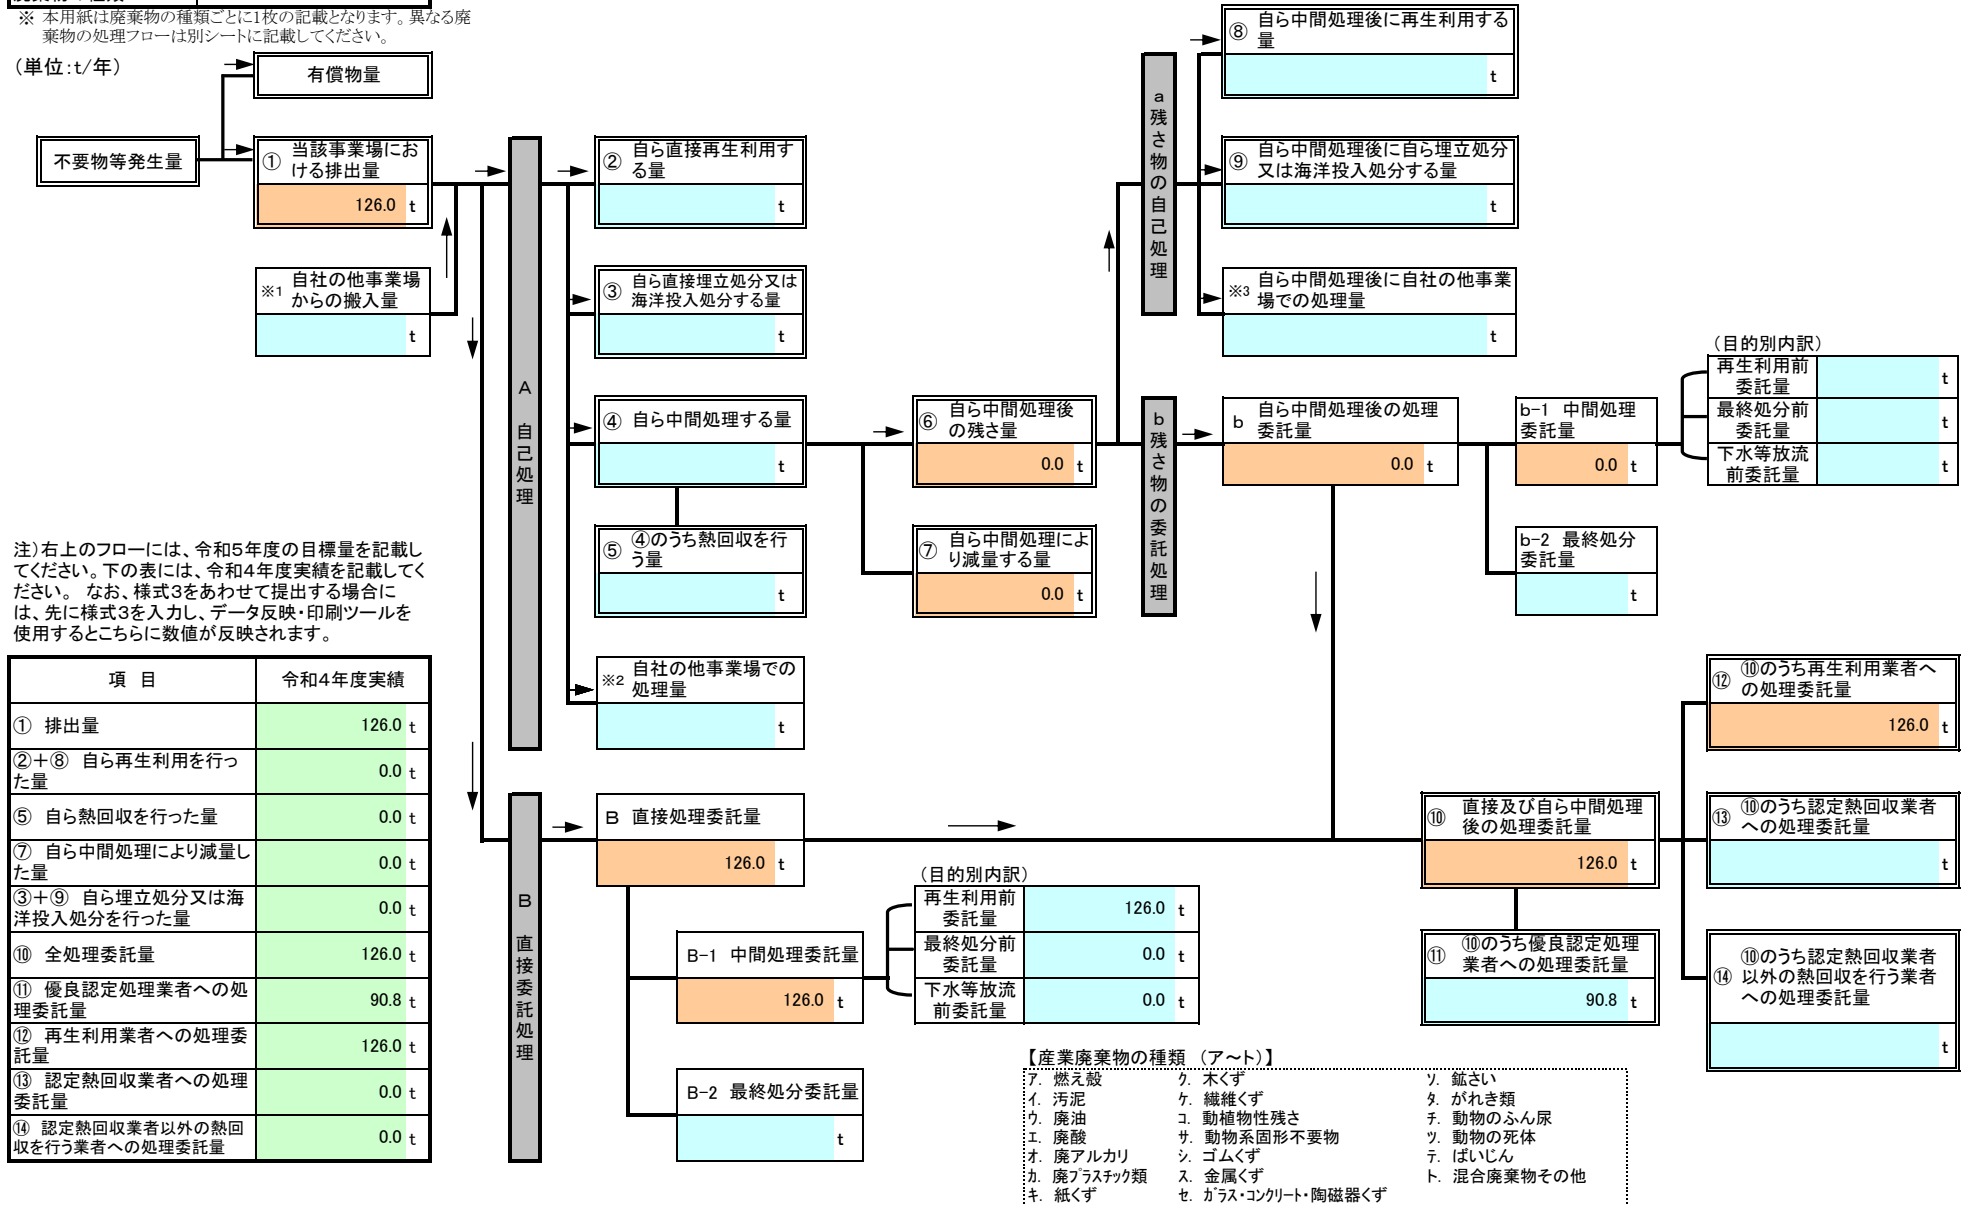 ※ 本用紙は廃棄物の種類ごとに1枚の記載となります。異なる廃
棄物の処理フローは別シートに記載してください。
(単位:t/年)
有償物量
不要物等発生量
① 当該事業場にお
ける排出量
126.0 t
※1 自社の他事業場
からの搬入量
t
A 自己処理
② 自ら直接再生利用す
る量
t
③ 自ら直接埋立処分又は
海洋投入処分する量
t
④ 自ら中間処理する量
t
⑤ ④のうち熱回収を行
う量
t
※2 自社の他事業場での
処理量
t
⑥ 自ら中間処理後
の残さ量
0.0 t
⑦ 自ら中間処理によ
り減量する量
0.0 t
a 残さ物の自己処理
⑧ 自ら中間処理後に再生利用する
量
t
⑨ 自ら中間処理後に自ら埋立処分
又は海洋投入処分する量
t
※3 自ら中間処理後に自社の他事業
場での処理量
t
b 残さ物の委託処理
b 自ら中間処理後の処理
委託量
0.0 t
b-1 中間処理
委託量
0.0 t
b-2 最終処分
委託量
t
(目的別内訳)
再生利用前
委託量
t
最終処分前
委託量
t
下水等放流
前委託量
t
注)右上のフローには、令和5年度の目標量を記載し
てください。下の表には、令和4年度実績を記載してく
ださい。 なお、様式3をあわせて提出する場合に
は、先に様式3を入力し、データ反映・印刷ツールを
使用するとこちらに数値が反映されます。
項 目 令和4年度実績
① 排出量 126.0 t
②+⑧ 自ら再生利用を行っ
た量 0.0 t
⑤ 自ら熱回収を行った量 0.0 t
⑦ 自ら中間処理により減量し
た量 0.0 t
③+⑨ 自ら埋立処分又は海
洋投入処分を行った量 0.0 t
⑩ 全処理委託量 126.0 t
⑪ 優良認定処理業者への処
理委託量 90.8 t
⑫ 再生利用業者への処理委
託量 126.0 t
⑬ 認定熱回収業者への処理
委託量 0.0 t
⑭ 認定熱回収業者以外の熱回
収を行う業者への処理委託量 0.0 t
B 直接委託処理
B 直接処理委託量
126.0 t
B-1 中間処理委託量
126.0 t
B-2 最終処分委託量
t
(目的別内訳)
再生利用前
委託量
126.0 t
最終処分前
委託量
0.0 t
下水等放流
前委託量
0.0 t
⑩ 直接及び自ら中間処理
後の処理委託量
126.0 t
⑪ ⑩のうち優良認定処理
業者への処理委託量
90.8 t
⑫ ⑩のうち再生利用業者へ
の処理委託量
126.0 t
⑬ ⑩のうち認定熱回収業者
への処理委託量
t
⑭ ⑩のうち認定熱回収業者
以外の熱回収を行う業者
への処理委託量
t
【産業廃棄物の種類 (ア~ト)】
ア. 燃え殻 ク. 木くず ソ. 鉱さい
イ. 汚泥 ケ. 繊維くず タ. がれき類
ウ. 廃油 コ. 動植物性残さ チ. 動物のふん尿
エ. 廃酸 サ. 動物系固形不要物 ツ. 動物の死体
オ. 廃アルカリ シ. ゴムくず テ. ばいじん
カ. 廃プラスチック類 ス. 金属くず ト. 混合廃棄物その他
キ. 紙くず セ. ガラス・コンクリート・陶磁器くず